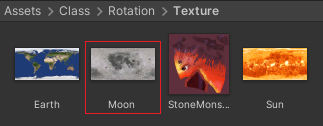 Assets > Class > Rotation > Texture
Earth
Moon
StoneMons...
Sun